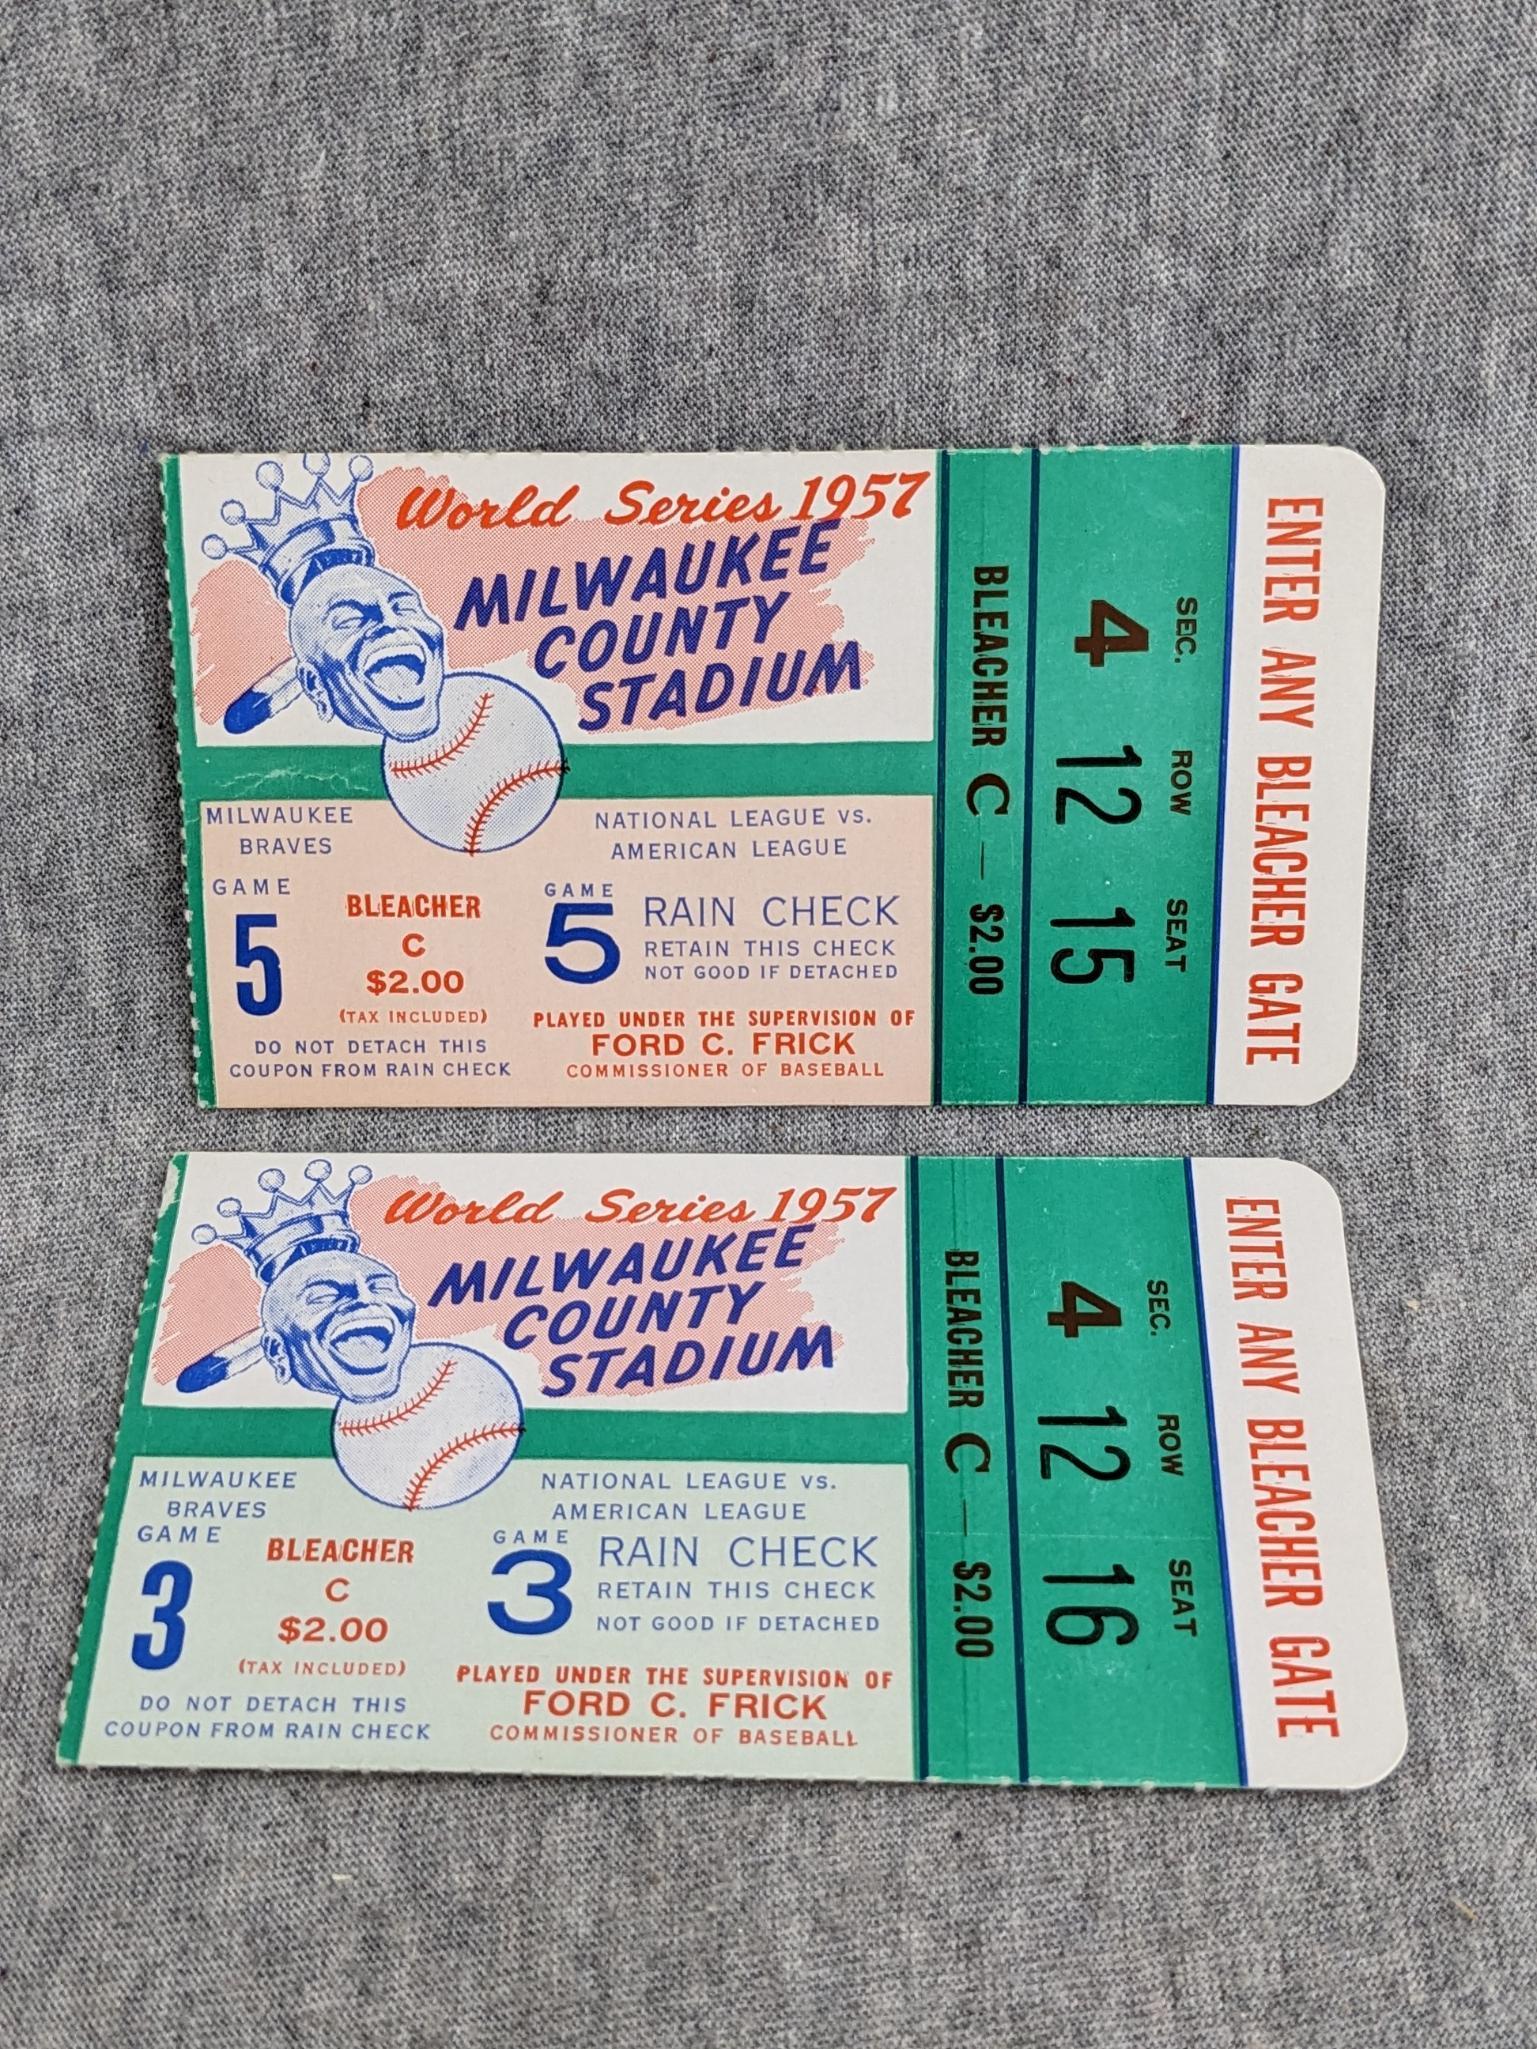 World Series 1957
MILWAUKEE
COUNTY
STADIUM
MILWAUKEE
BRAVES
GAME
5
BLEACHER
C
$2.00
(TAX INCLUDED)
DO NOT DETACH THIS
COUPON FROM RAIN CHECK
NATIONAL LEAGUE VS.
AMERICAN LEAGUE
GAME
5
RAIN CHECK
RETAIN THIS CHECK
NOT GOOD IF DETACHED
PLAYED UNDER THE SUPERVISION OF
FORD C. FRICK
COMMISSIONER OF BASEBALL
BLEACHER C — $2.00
SEC. ROW SEAT
4 12 15
ENTER ANY BLEACHER GATE
World Series 1957
MILWAUKEE
COUNTY
STADIUM
MILWAUKEE
BRAVES
GAME
3
BLEACHER
C
$2.00
(TAX INCLUDED)
DO NOT DETACH THIS
COUPON FROM RAIN CHECK
NATIONAL LEAGUE VS.
AMERICAN LEAGUE
GAME
3
RAIN CHECK
RETAIN THIS CHECK
NOT GOOD IF DETACHED
PLAYED UNDER THE SUPERVISION OF
FORD C. FRICK
COMMISSIONER OF BASEBALL
BLEACHER C — $2.00
SEC. ROW SEAT
4 12 16
ENTER ANY BLEACHER GATE